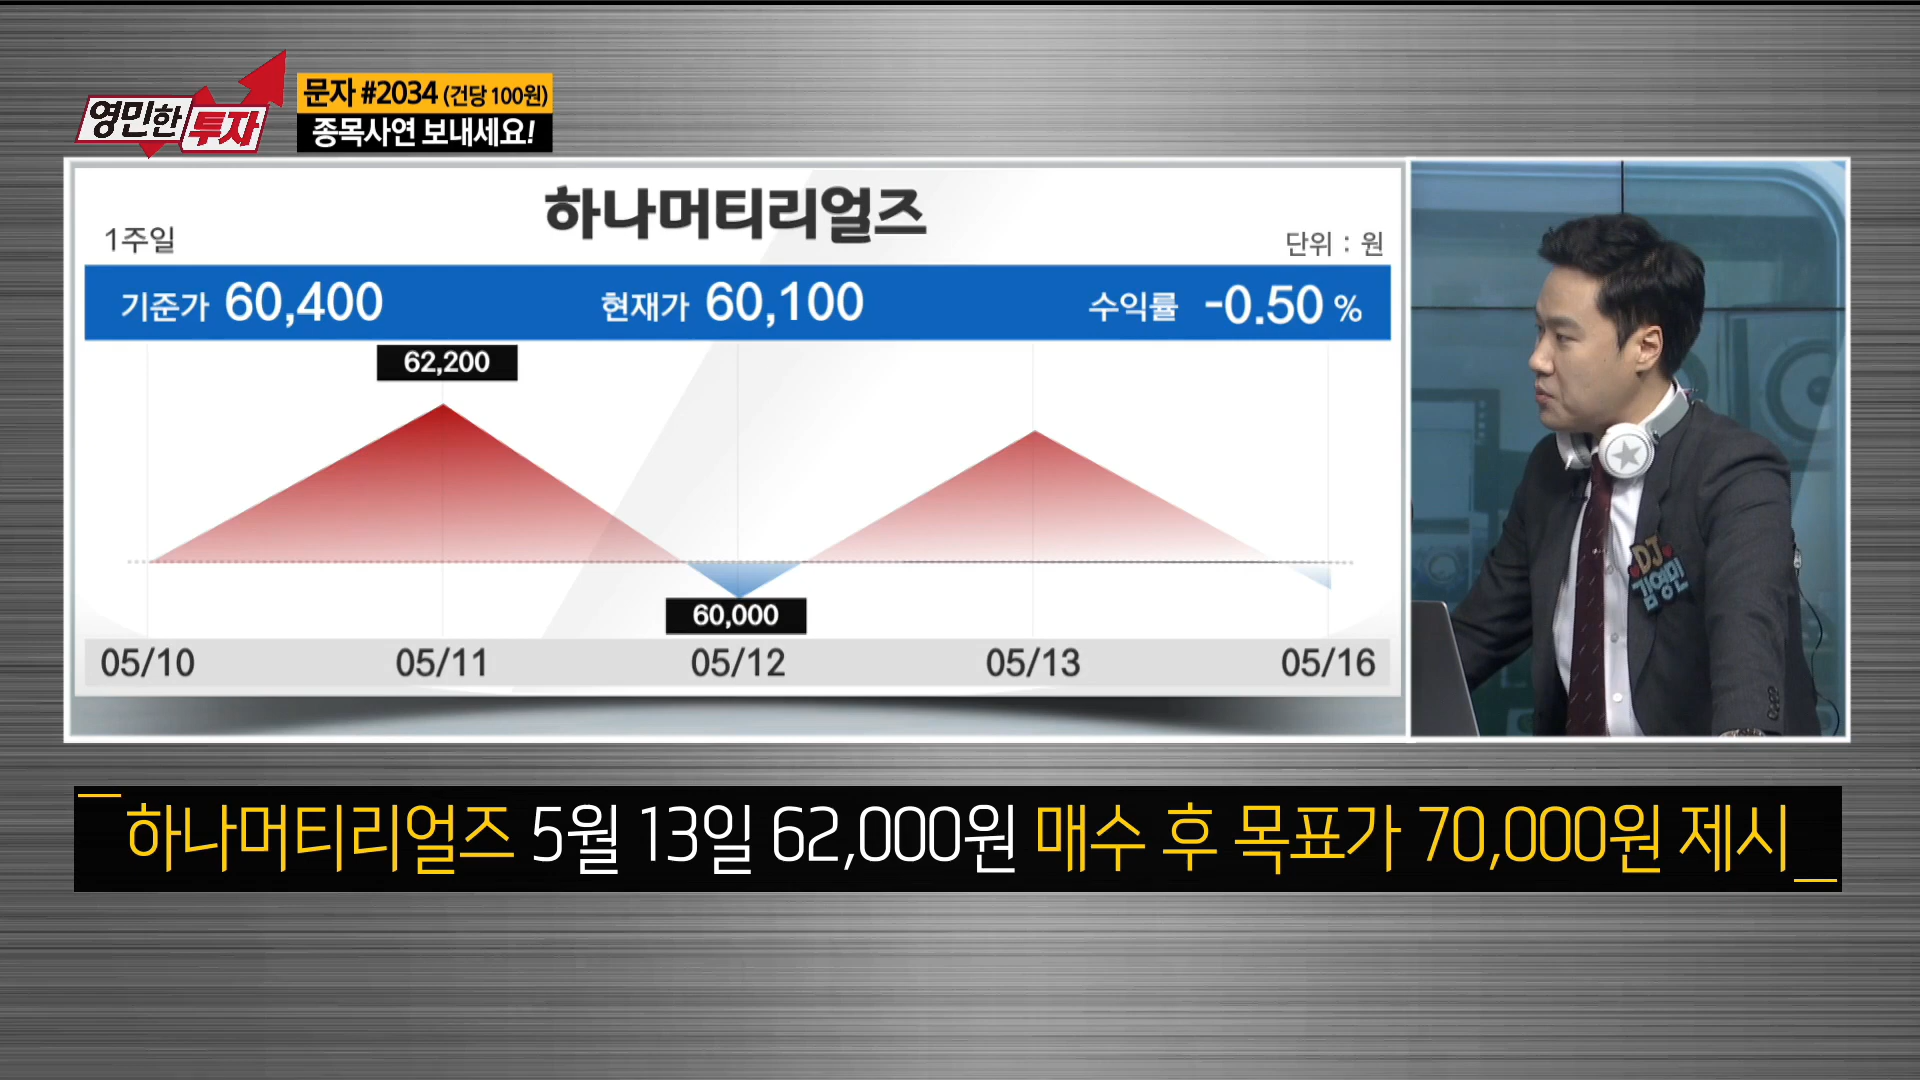 영민한 투자
문자 #2034 (건당 100원)
종목사연 보내세요!
하나머티리얼즈
1주일
단위 : 원
기준가 60,400 현재가 60,100 수익률 -0.50 %
62,200
60,000
05/10 05/11 05/12 05/13 05/16
DJ
김영민
하나머티리얼즈 5월 13일 62,000원 매수 후 목표가 70,000원 제시